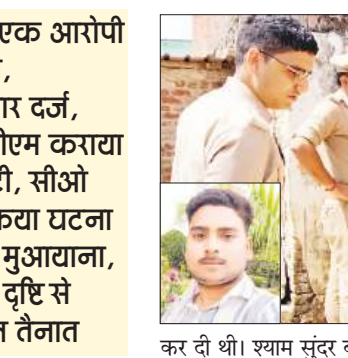 एक आरोपी
दर्ज,
पीएम कराया
सीओ
घटना
मुआयाना,
दृष्टि से
तैनात
कर दी थी। श्याम सुंदर